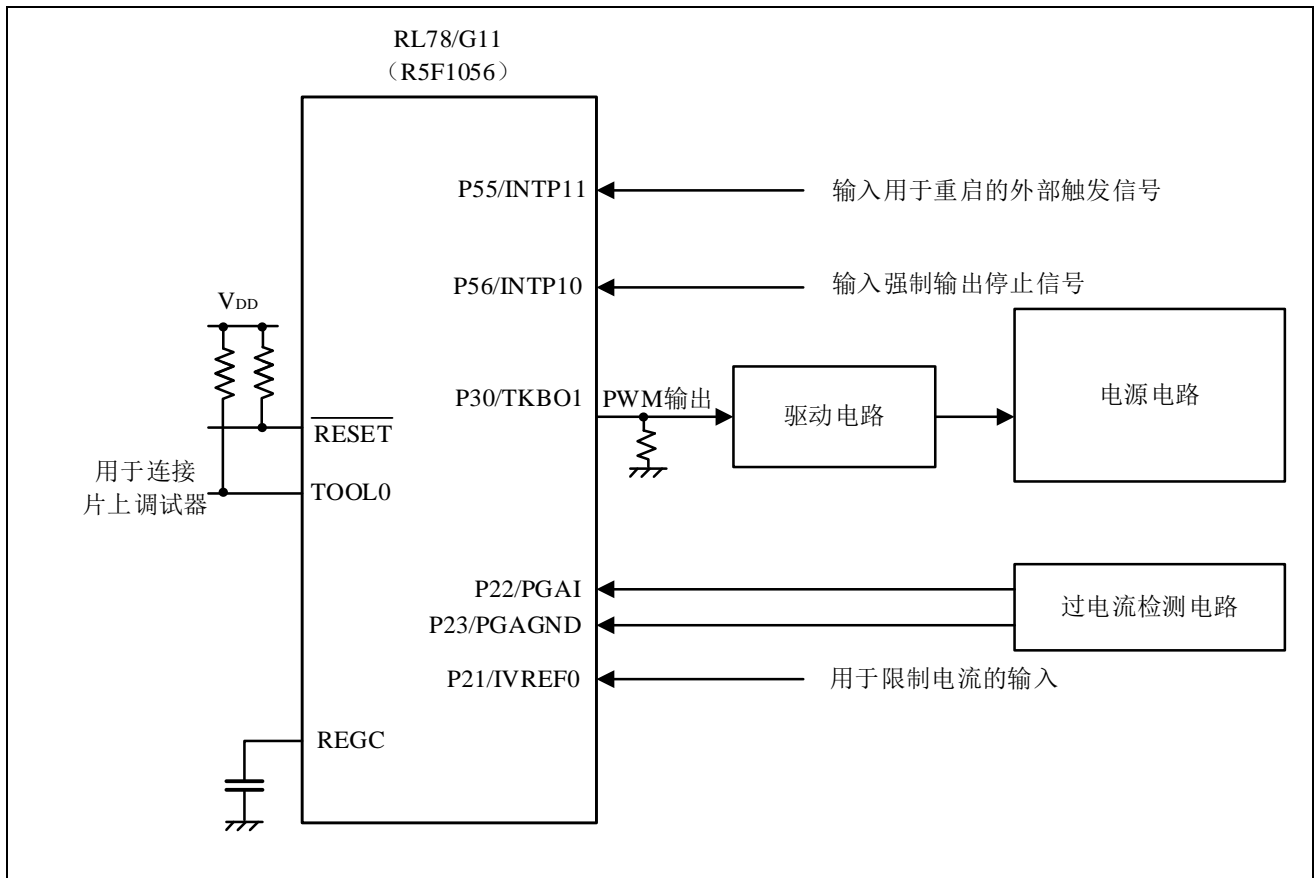 RL78/G11
（R5F1056）
P55/INTP11
输入用于重启的外部触发信号
P56/INTP10
输入强制输出停止信号
VDD
P30/TKBO1
PWM输出
驱动电路
电源电路
RESET
用于连接
片上调试器
TOOL0
P22/PGAI
P23/PGAGND
过电流检测电路
P21/IVREF0
用于限制电流的输入
REGC